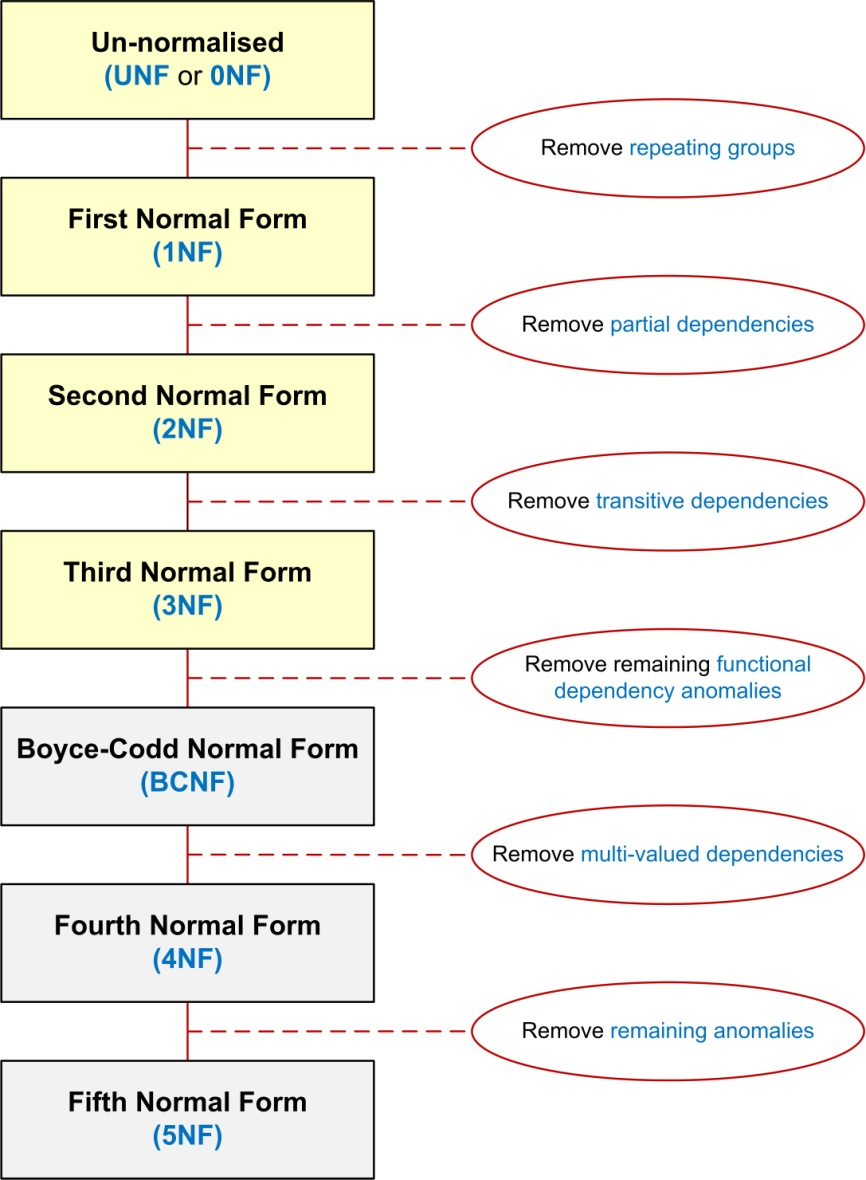 Un-normalised
(UNF or 0NF)
Remove repeating groups
First Normal Form
(1NF)
Remove partial dependencies
Second Normal Form
(2NF)
Remove transitive dependencies
Third Normal Form
(3NF)
Remove remaining functional
dependency anomalies
Boyce-Codd Normal Form
(BCNF)
Remove multi-valued dependencies
Fourth Normal Form
(4NF)
Remove remaining anomalies
Fifth Normal Form
(5NF)